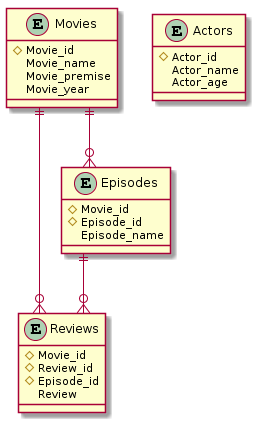 E Movies
Movie_id
Movie_name
Movie_premise
Movie_year
E Actors
Actor_id
Actor_name
Actor_age
E Episodes
Movie_id
Episode_id
Episode_name
E Reviews
Movie_id
Review_id
Episode_id
Review